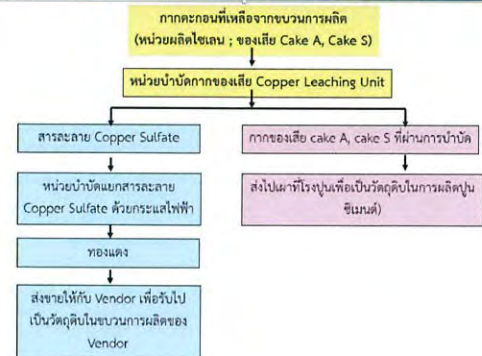 กากตะกอนที่เหลือจากขบวนการผลิต
(หน่วยผลิตไซเลน ; ของเสีย Cake A, Cake S)
หน่วยบำบัดกากของเสีย Copper Leaching Unit
สารละลาย Copper Sulfate
กากของเสีย cake A, cake S ที่ผ่านการบำบัด
หน่วยบำบัดแยกสารละลาย
Copper Sulfate ด้วยกระแสไฟฟ้า
ส่งไปเผาที่โรงปูนเพื่อเป็นวัตถุดิบในการผลิตปูน
ซีเมนต์)
ทองแดง
ส่งขายให้กับ Vendor เพื่อรับไป
เป็นวัตถุดิบในขบวนการผลิตของ
Vendor